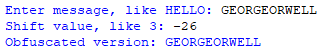 Enter message, like HELLO: GEORGEORWELL
Shift value, like 3: -26
Obfuscated version: GEORGEORWELL